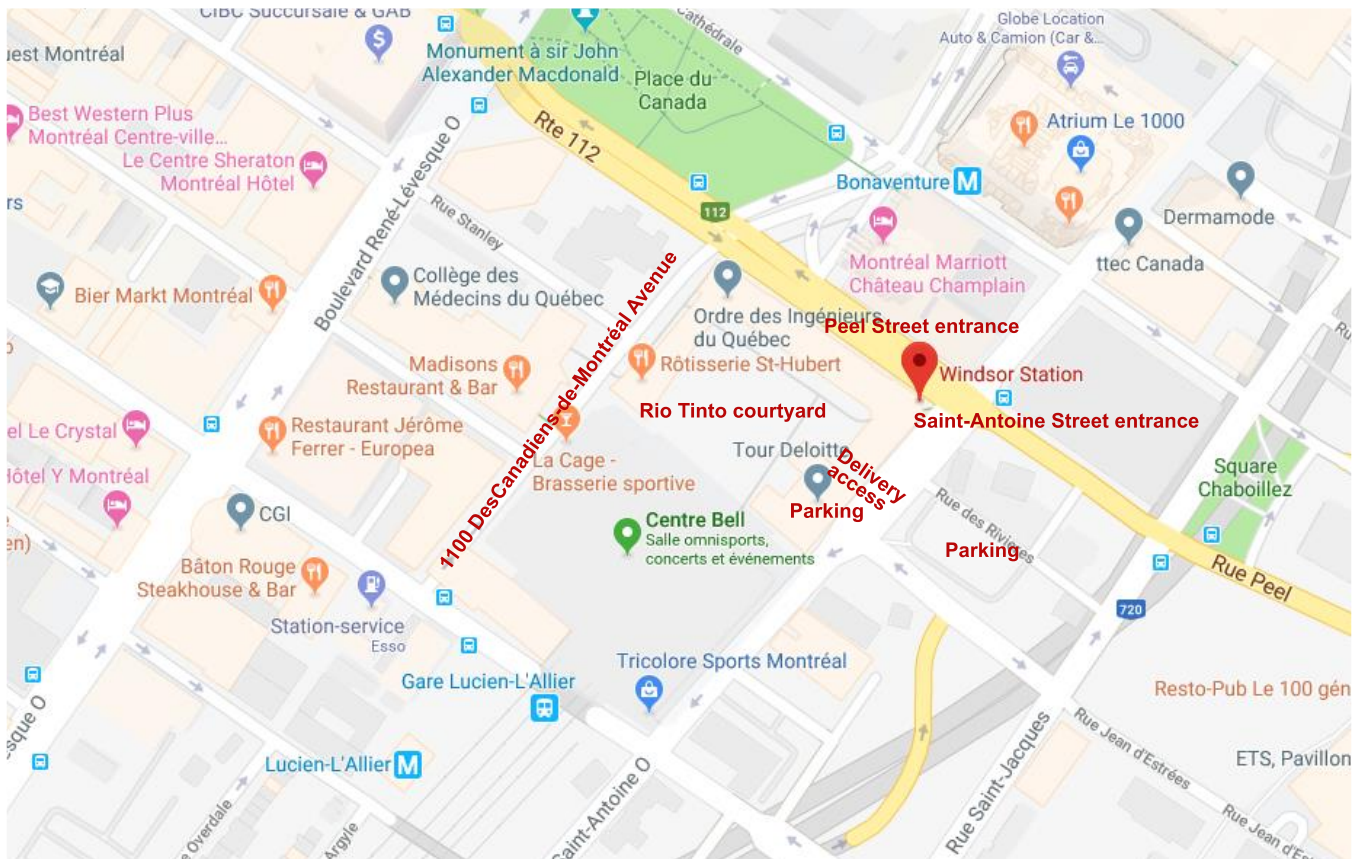 CIBC Succursale & GAB
Cathédrale
Globe Location
Auto & Camion (Car &...
uest Montréal
Monument à sir John
Alexander Macdonald
Place du
Canada
Best Western Plus
Montréal Centre-ville...
Rte 112
Atrium Le 1000
Le Centre Sheraton
Montréal Hôtel
Bonaventure M
rs
Rue Stanley
112
Dermamode
Boulevard René-Lévesque O
Collège des
Médecins du Québec
Montréal Marriott
Château Champlain
ttec Canada
Bier Markt Montréal
Ordre des Ingénieurs
du Québec
Peel Street entrance
Ru
o
Madisons
Restaurant & Bar
Rôtisserie St-Hubert
Windsor Station
1100 DesCanadiens-de-Montréal Avenue
Rio Tinto courtyard
Saint-Antoine Street entrance
el Le Crystal
Restaurant Jérôme
Ferrer - Europea
La Cage -
Brasserie sportive
Tour Deloitte
Delivery
access
Square
Chaboillez
Hôtel Y Montréal
Parking
Rue des Rivières
CGI
Centre Bell
Salle omnisports,
concerts et événements
Parking
en)
Bâton Rouge
Steakhouse & Bar
Rue Peel
720
Station-service
Esso
Tricolore Sports Montréal
Gare Lucien-L'Allier
Resto-Pub Le 100 gén
esque O
Rue Jean d'Estrées
Lucien-L'Allier M
Rue Saint-Jacques
ETS, Pavillon
e Overdale
Argyle
Saint-Antoine O
Rue Jean d'Es